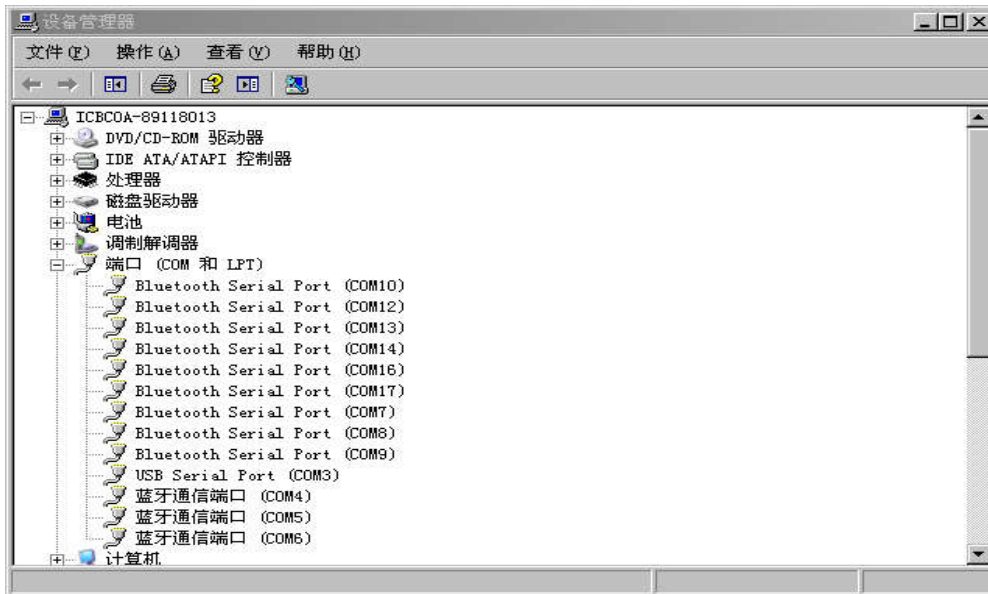 设备管理器
文件(F) 操作(A) 查看(V) 帮助(H)
ICBCOA-89118013
DVD/CD-ROM 驱动器
IDE ATA/ATAPI 控制器
处理器
磁盘驱动器
电池
调制解调器
端口 (COM 和 LPT)
Bluetooth Serial Port (COM10)
Bluetooth Serial Port (COM12)
Bluetooth Serial Port (COM13)
Bluetooth Serial Port (COM14)
Bluetooth Serial Port (COM16)
Bluetooth Serial Port (COM17)
Bluetooth Serial Port (COM7)
Bluetooth Serial Port (COM8)
Bluetooth Serial Port (COM9)
USB Serial Port (COM3)
蓝牙通信端口 (COM4)
蓝牙通信端口 (COM5)
蓝牙通信端口 (COM6)
计算机